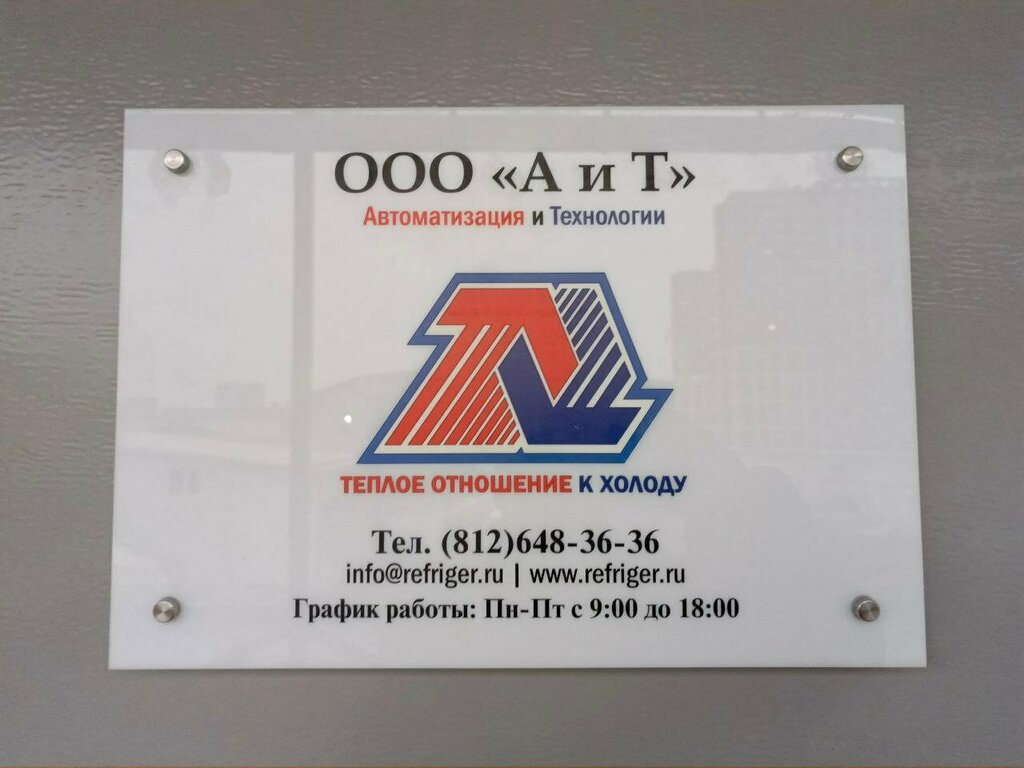 ООО «А и Т»
Автоматизация и Технологии
ТЕПЛОЕ ОТНОШЕНИЕ К ХОЛОДУ
Тел. (812)648-36-36
info@refriger.ru | www.refriger.ru
График работы: Пн-Пт с 9:00 до 18:00